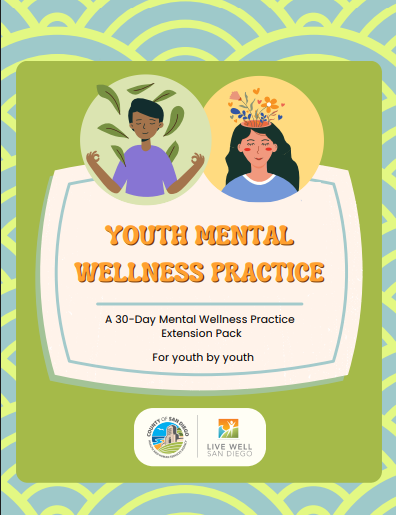 YOUTH MENTAL
WELLNESS PRACTICE
A 30-Day Mental Wellness Practice
Extension Pack
For youth by youth
COUNTY OF SAN DIEGO
LIVE WELL
SAN DIEGO